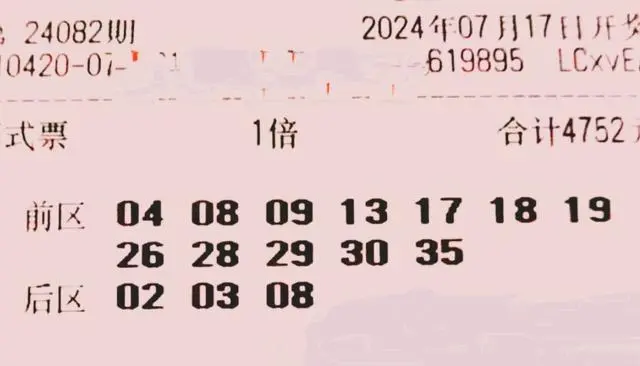 24082期 2024年07月17日开奖
10420-07- 619895 LCxvE
式票 1倍 合计4752元
前区 04 08 09 13 17 18 19
26 28 29 30 35
后区 02 03 08